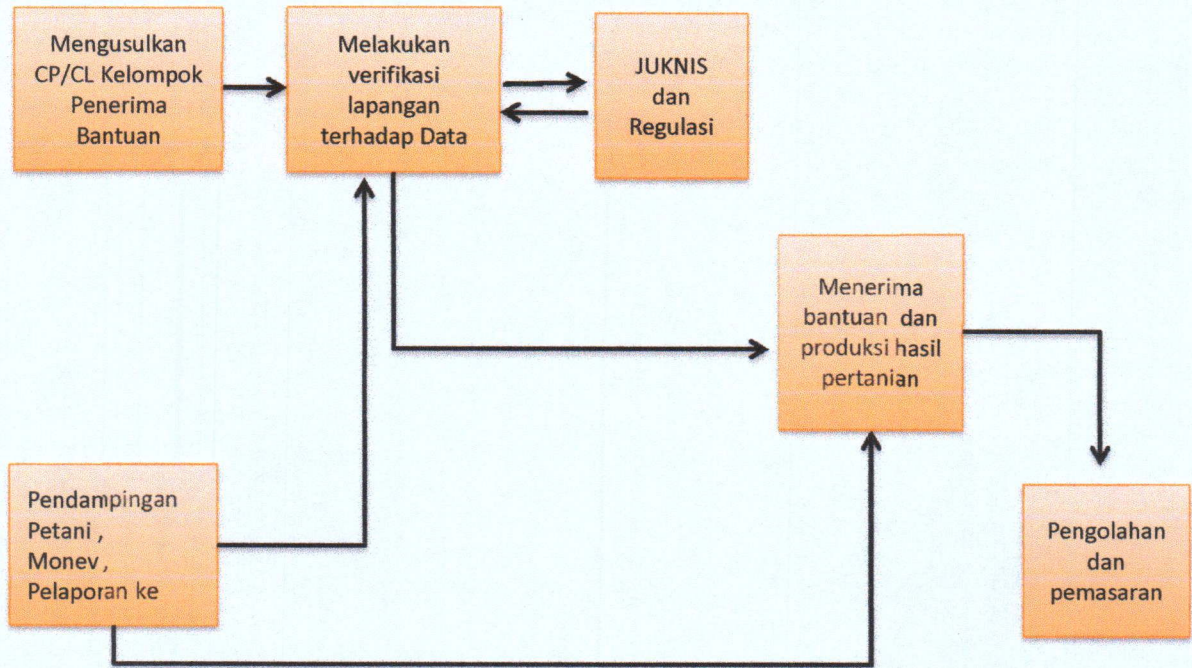 Mengusulkan
CP/CL Kelompok
Penerima
Bantuan
Melakukan
verifikasi
lapangan
terhadap Data
JUKNIS
dan
Regulasi
Menerima
bantuan dan
produksi hasil
pertanian
Pendampingan
Petani ,
Monev ,
Pelaporan ke
Pengolahan
dan
pemasaran